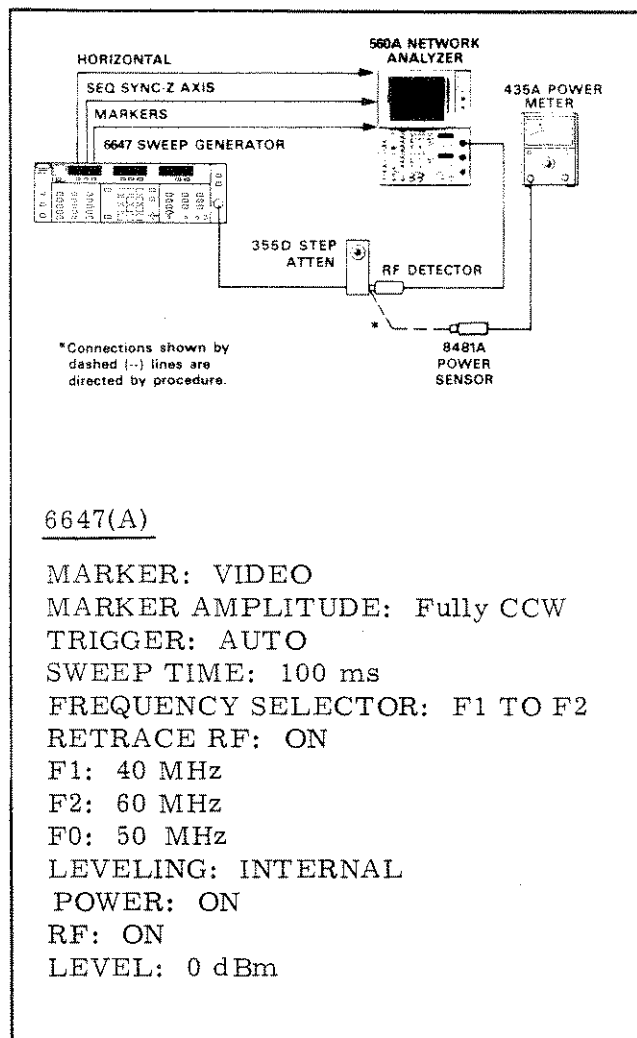 560A NETWORK
ANALYZER
HORIZONTAL
SEQ SYNC-Z AXIS
MARKERS
6647 SWEEP GENERATOR
435A POWER
METER
355D STEP
ATTEN
RF DETECTOR
*
8481A
POWER
SENSOR
*Connections shown by
dashed (--) lines are
directed by procedure.
6647(A)
MARKER: VIDEO
MARKER AMPLITUDE: Fully CCW
TRIGGER: AUTO
SWEEP TIME: 100 ms
FREQUENCY SELECTOR: F1 TO F2
RETRACE RF: ON
F1: 40 MHz
F2: 60 MHz
F0: 50 MHz
LEVELING: INTERNAL
POWER: ON
RF: ON
LEVEL: 0 dBm